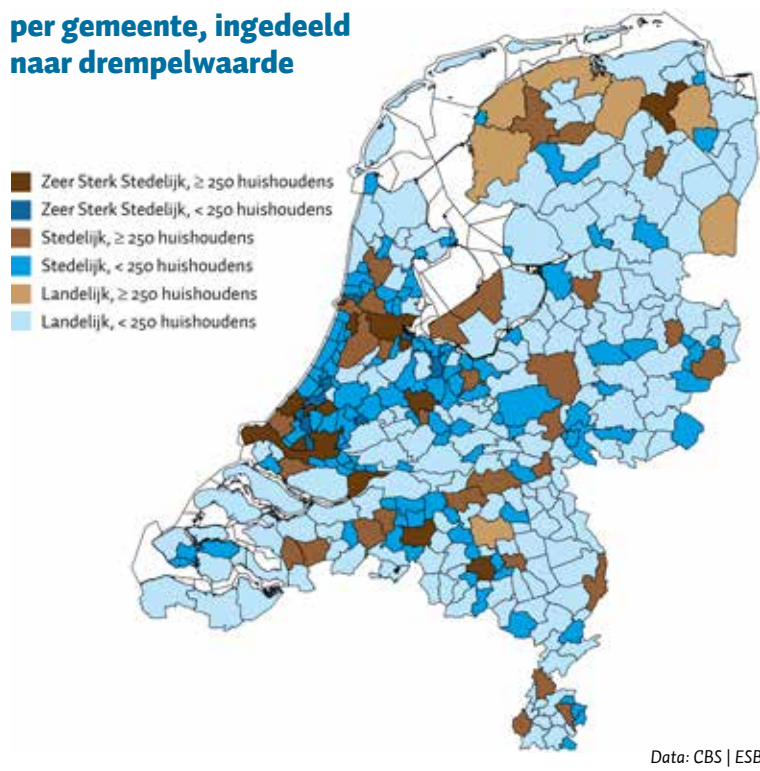 per gemeente, ingedeeld
naar drempelwaarde
Zeer Sterk Stedelijk, ≥ 250 huishoudens
Zeer Sterk Stedelijk, < 250 huishoudens
Stedelijk, ≥ 250 huishoudens
Stedelijk, < 250 huishoudens
Landelijk, ≥ 250 huishoudens
Landelijk, < 250 huishoudens
Data: CBS | ESB